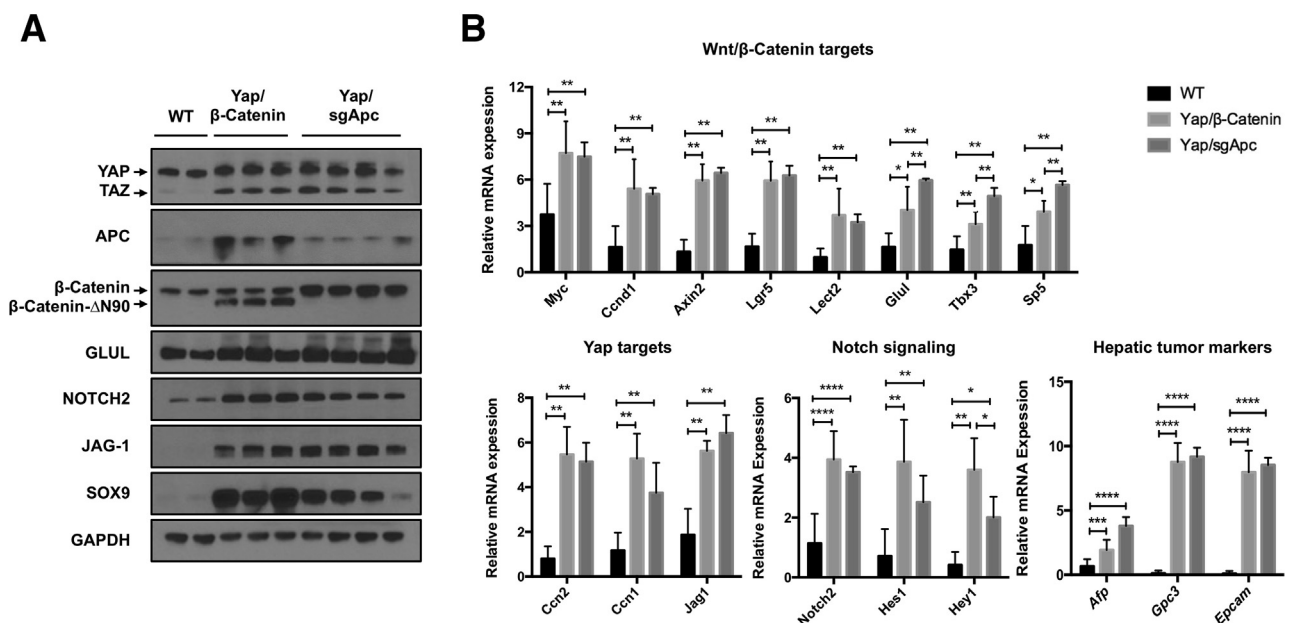 A
WT
Yap/
β-Catenin
Yap/
sgApc
YAP
TAZ
APC
β-Catenin
β-Catenin-ΔN90
GLUL
NOTCH2
JAG-1
SOX9
GAPDH
B
Wnt/β-Catenin targets
Relative mRNA expression
12
9
6
3
0
** ** ** ** ** ** ** **
** ** ** ** ** * ** ** ** * **
Myc Ccnd1 Axin2 Lgr5 Lect2 Glul Tbx3 Sp5
WT
Yap/β-Catenin
Yap/sgApc
Yap targets
Relative mRNA expression
8
6
4
2
0
** ** **
** ** **
Ccn2 Ccn1 Jag1
Notch signaling
Relative mRNA Expression
6
4
2
0
**** ** *
**** ** ** *
Notch2 Hes1 Hey1
Hepatic tumor markers
Relative mRNA Expession
15
10
5
0
**** **** ****
*** **** ****
Afp Gpc3 Epcam